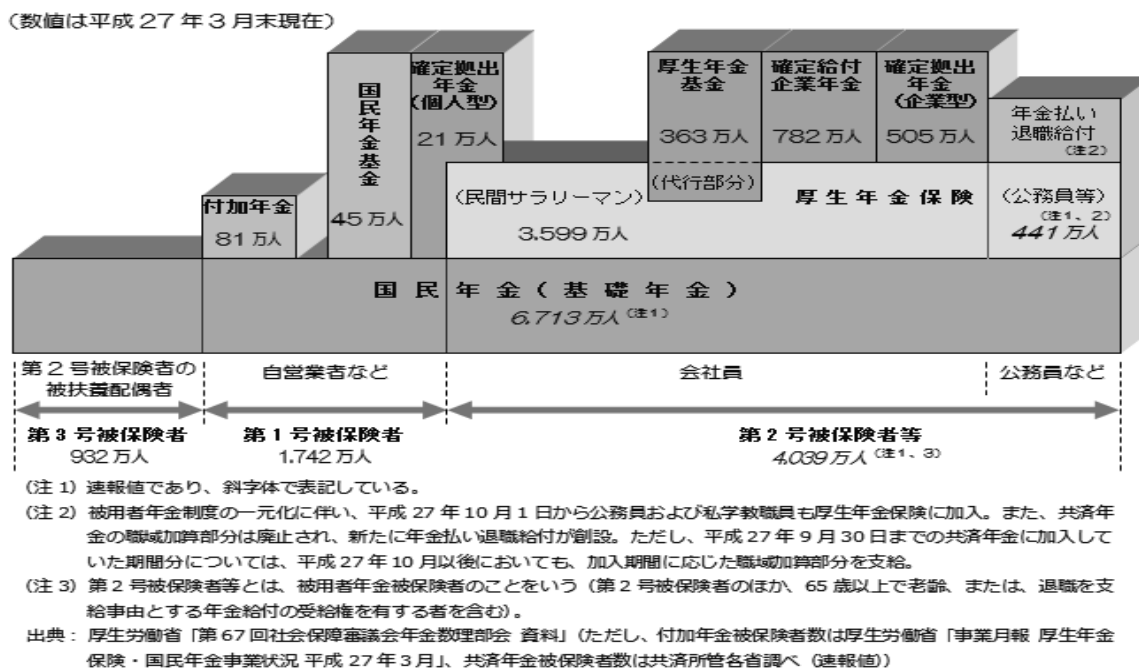 （数値は平成27年3月末現在）
国民年金基金
45万人
確定拠出
年金
（個人型）
21万人
厚生年金
基金
363万人
（代行部分）
確定給付
企業年金
782万人
確定拠出
年金
（企業型）
505万人
年金払い
退職給付
（注2）
付加年金
81万人
（民間サラリーマン）
3,599万人
厚生年金保険
（公務員等）
（注1、2）
441万人
国民年金（基礎年金）
6,713万人（注1）
第2号被保険者の
被扶養配偶者
自営業者など
会社員
公務員など
第3号被保険者
932万人
第1号被保険者
1,742万人
第2号被保険者等
4,039万人（注1、3）
（注1）速報値であり、斜字体で表記している。
（注2）被用者年金制度の一元化に伴い、平成27年10月1日から公務員および私学教職員も厚生年金保険に加入。また、共済年
金の職域加算部分は廃止され、新たに年金払い退職給付が創設。ただし、平成27年9月30日までの共済年金に加入して
いた期間分については、平成27年10月以後においても、加入期間に応じた職域加算部分を支給。
（注3）第2号被保険者等とは、被用者年金被保険者のことをいう（第2号被保険者のほか、65歳以上で老齢、または、退職を支
給事由とする年金給付の受給権を有する者を含む）。
出典：厚生労働省「第67回社会保障審議会年金数理部会 資料」（ただし、付加年金被保険者数は厚生労働省「事業月報 厚生年金
保険・国民年金事業状況 平成27年3月」、共済年金被保険者数は共済所管各省調べ（速報値））